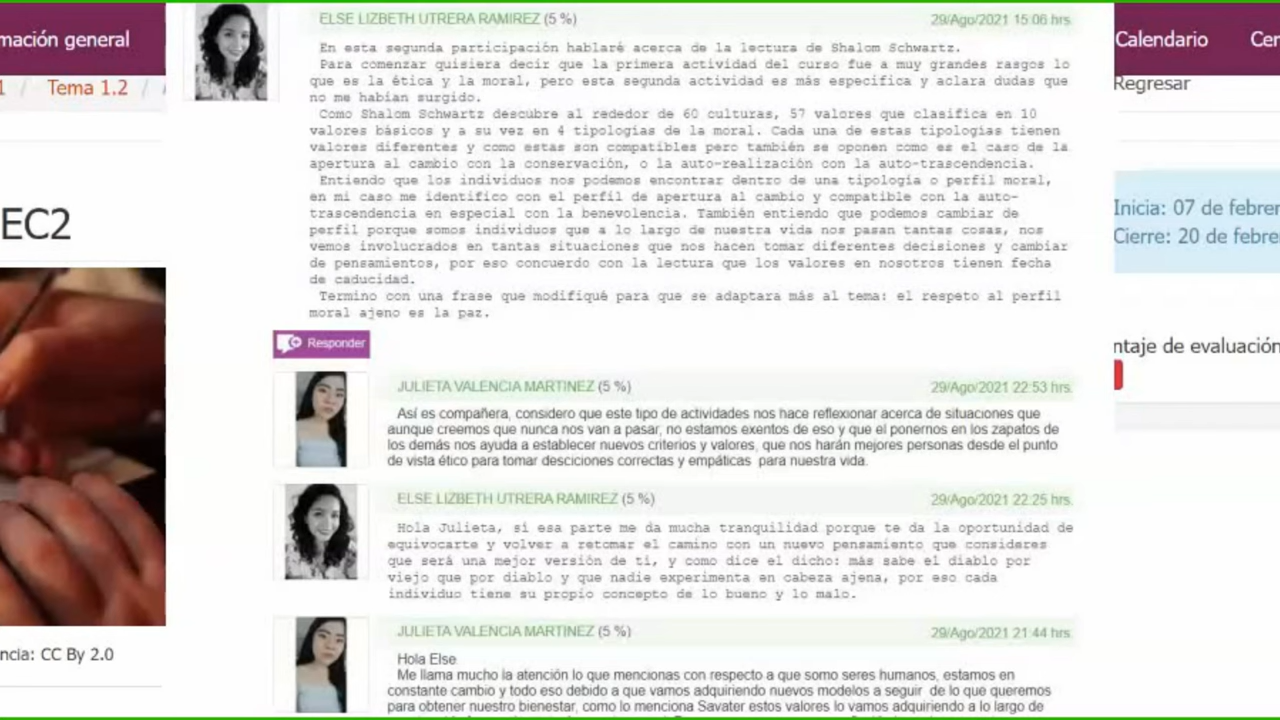 mación general
1 / Tema 1.2 /
EC2
ncia: CC By 2.0
ELSE LIZBETH UTRERA RAMIREZ (5 %) 29/Ago/2021 15:06 hrs.
En esta segunda participación hablaré acerca de la lectura de Shalom Schwartz.
Para comenzar quisiera decir que la primera actividad del curso fue a muy grandes rasgos lo
que es la ética y la moral, pero esta segunda actividad es más especifica y aclara dudas que
no me habían surgido.
Como Shalom Schwartz descubre al rededor de 60 culturas, 57 valores que clasifica en 10
valores básicos y a su vez en 4 tipologías de la moral. Cada una de estas tipologías tienen
valores diferentes y como estas son compatibles pero también se oponen como es el caso de la
apertura al cambio con la conservación, o la auto-realización con la auto-trascendencia.
Entiendo que los individuos nos podemos encontrar dentro de una tipología o perfil moral,
en mi caso me identifico con el perfil de apertura al cambio y compatible con la auto-
trascendencia en especial con la benevolencia. También entiendo que podemos cambiar de
perfil porque somos individuos que a lo largo de nuestra vida nos pasan tantas cosas, nos
vemos involucrados en tantas situaciones que nos hacen tomar diferentes decisiones y cambiar
de pensamientos, por eso concuerdo con la lectura que los valores en nosotros tienen fecha
de caducidad.
Termino con una frase que modifiqué para que se adaptara más al tema: el respeto al perfil
moral ajeno es la paz.
Responder
JULIETA VALENCIA MARTINEZ (5 %) 29/Ago/2021 22:53 hrs.
Así es compañera, considero que este tipo de actividades nos hace reflexionar acerca de situaciones que
aunque creemos que nunca nos van a pasar, no estamos exentos de eso y que el ponernos en los zapatos de
los demás nos ayuda a establecer nuevos criterios y valores, que nos harán mejores personas desde el punto
de vista ético para tomar desciciones correctas y empáticas para nuestra vida.
ELSE LIZBETH UTRERA RAMIREZ (5 %) 29/Ago/2021 22:25 hrs.
Hola Julieta, si esa parte me da mucha tranquilidad porque te da la oportunidad de
equivocarte y volver a retomar el camino con un nuevo pensamiento que consideres
que será una mejor versión de ti, y como dice el dicho: más sabe el diablo por
viejo que por diablo y que nadie experimenta en cabeza ajena, por eso cada
individuo tiene su propio concepto de lo bueno y lo malo.
JULIETA VALENCIA MARTINEZ (5 %) 29/Ago/2021 21:44 hrs.
Hola Else
Me llama mucho la atención lo que mencionas con respecto a que somo seres humanos, estamos en
constante cambio y todo eso debido a que vamos adquiriendo nuevos modelos a seguir de lo que queremos
para obtener nuestro bienestar, como lo menciona Savater estos valores lo vamos adquiriendo a lo largo de
Calendario Cer
Regresar
Inicia: 07 de febrer
Cierre: 20 de febre
ntaje de evaluación